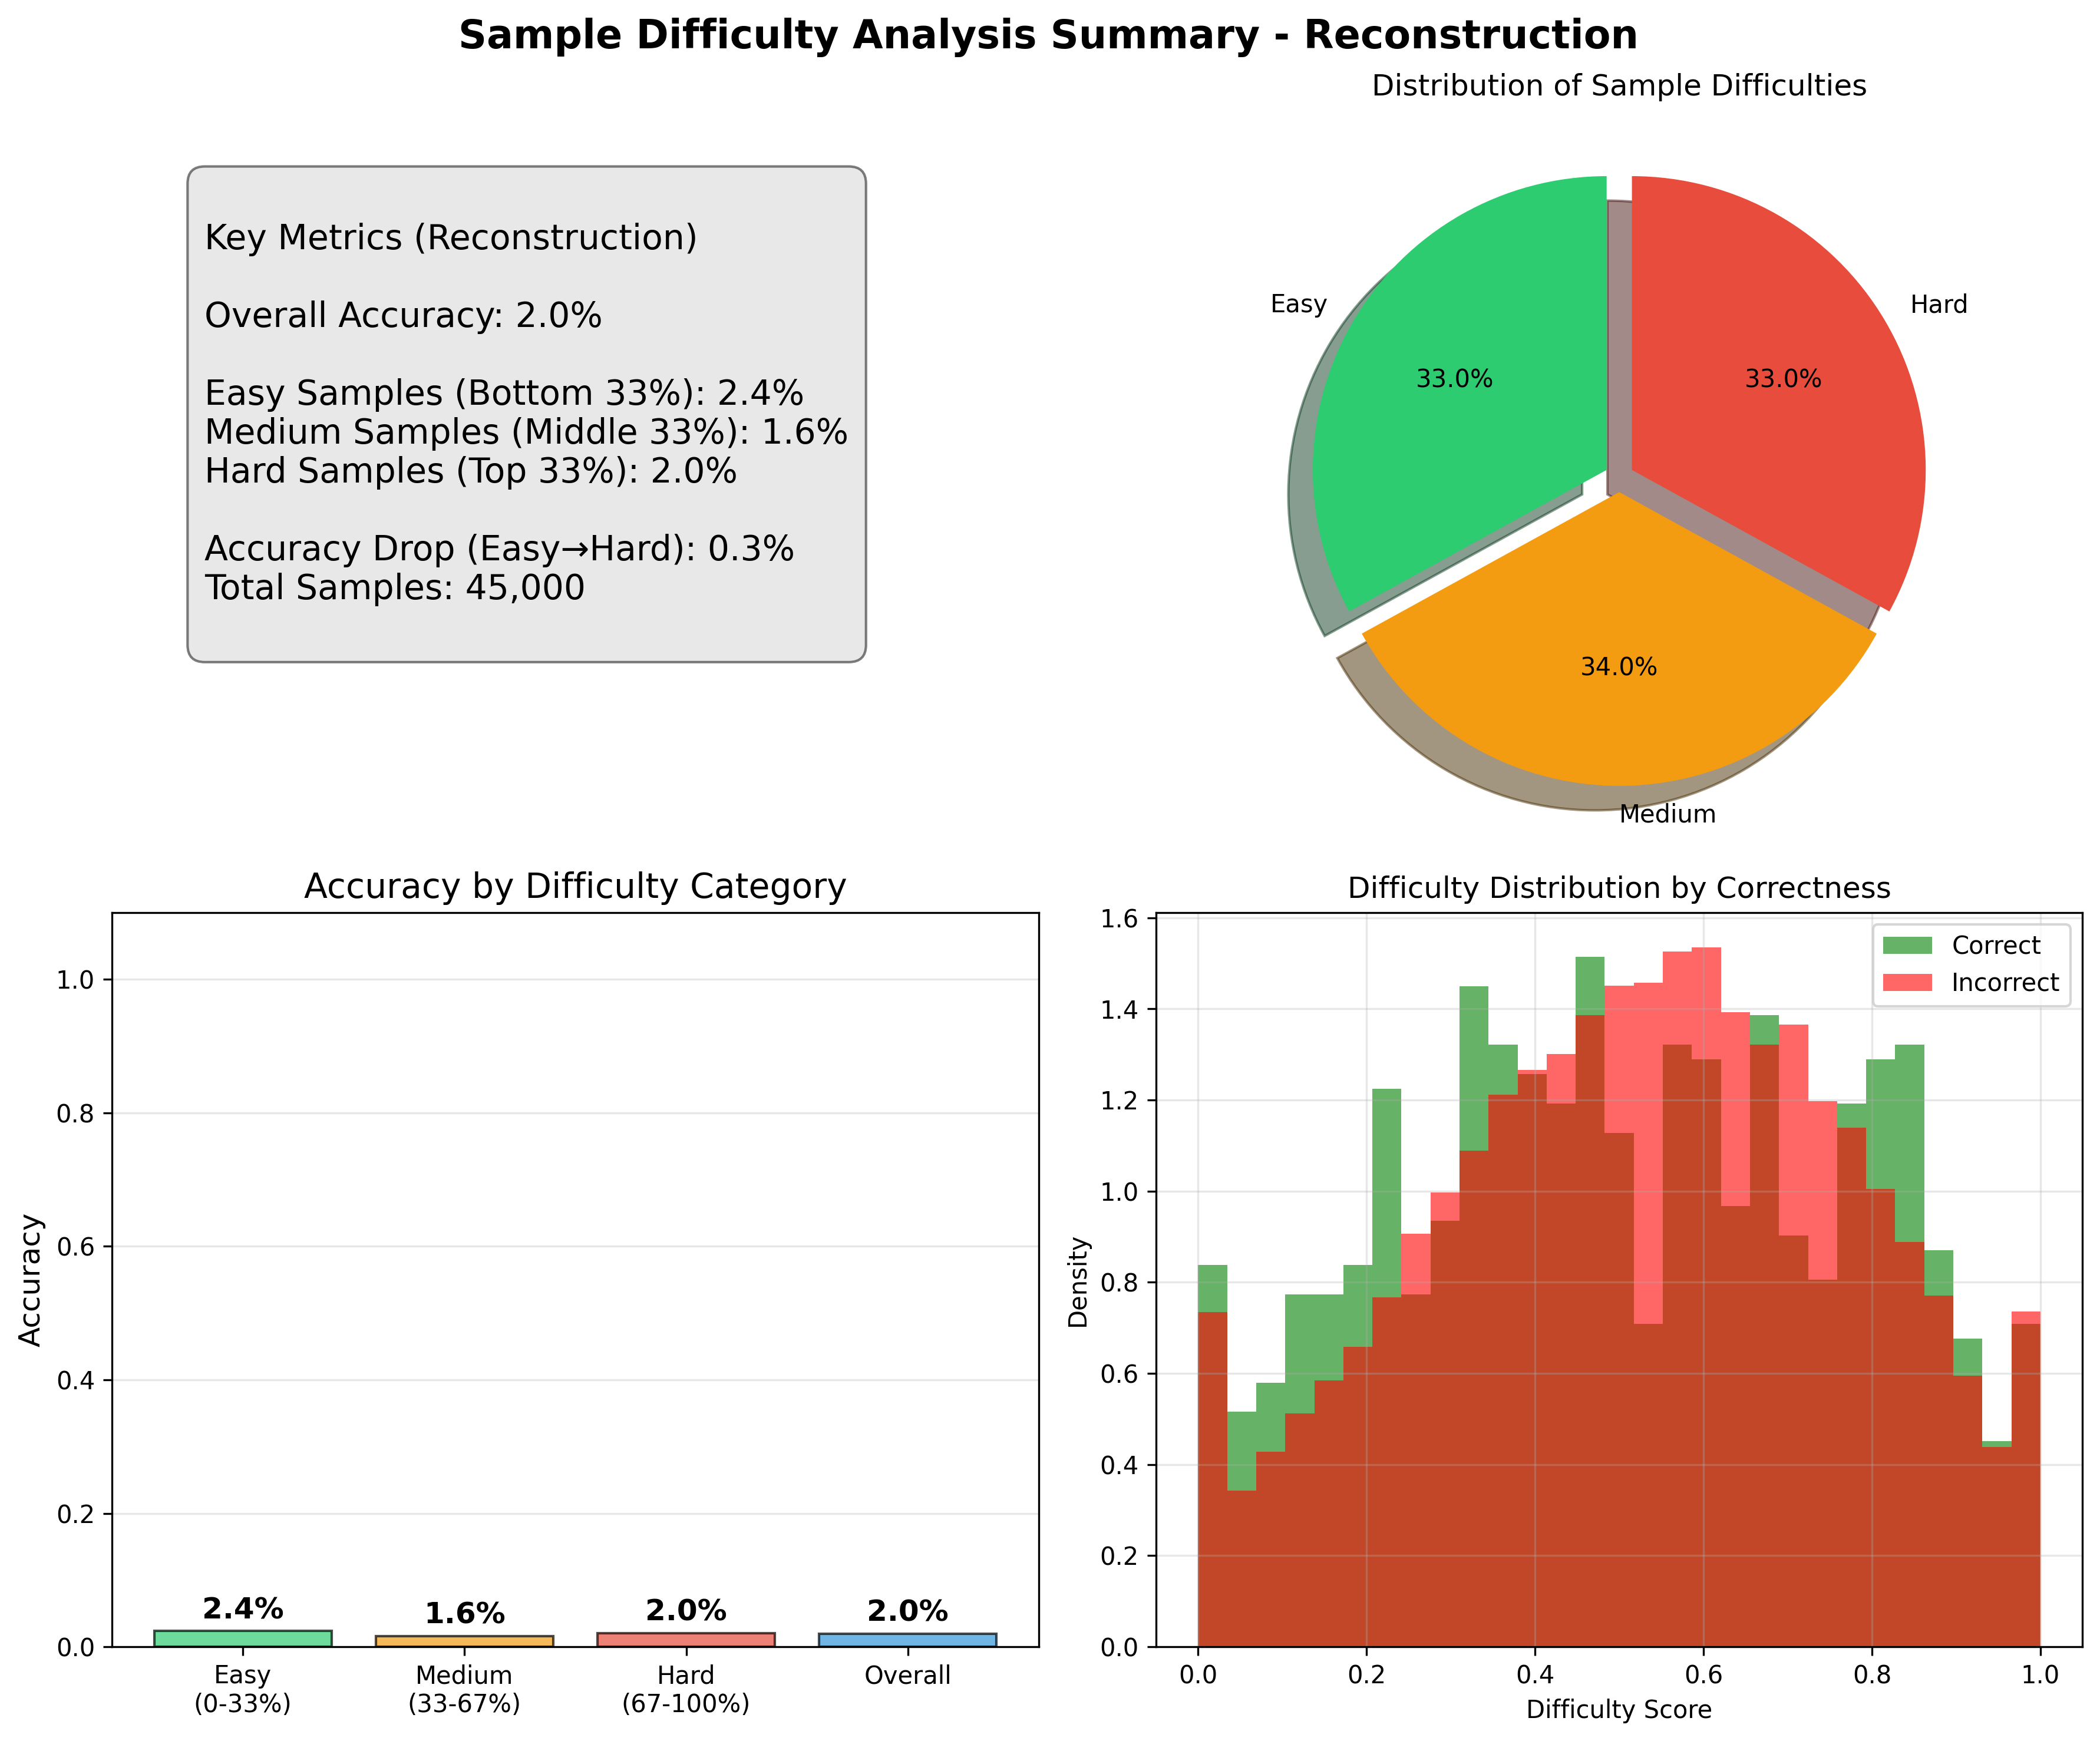 Sample Difficulty Analysis Summary - Reconstruction
Key Metrics (Reconstruction)
Overall Accuracy: 2.0%
Easy Samples (Bottom 33%): 2.4%
Medium Samples (Middle 33%): 1.6%
Hard Samples (Top 33%): 2.0%
Accuracy Drop (Easy→Hard): 0.3%
Total Samples: 45,000
Distribution of Sample Difficulties
Easy
Hard
33.0%
33.0%
34.0%
Medium
Accuracy by Difficulty Category
Accuracy
1.0
0.8
0.6
0.4
0.2
0.0
2.4%
1.6%
2.0%
2.0%
Easy
(0-33%)
Medium
(33-67%)
Hard
(67-100%)
Overall
Difficulty Distribution by Correctness
Density
1.6
1.4
1.2
1.0
0.8
0.6
0.4
0.2
0.0
Correct
Incorrect
0.0
0.2
0.4
0.6
0.8
1.0
Difficulty Score